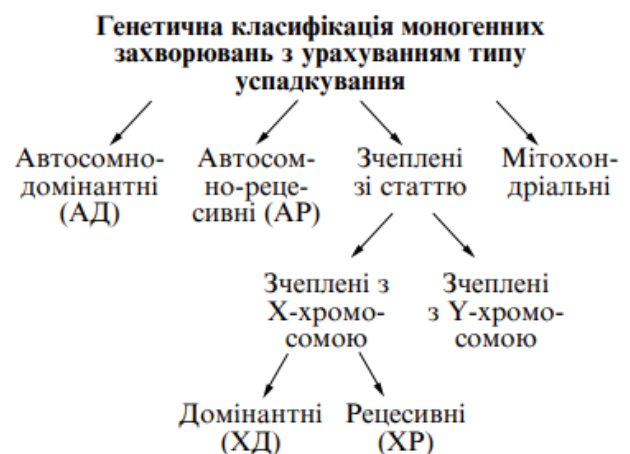 Генетична класифікація моногенних
захворювань з урахуванням типу
успадкування
Автосомно-
домінантні
(АД)
Автосом-
но-реце-
сивні (АР)
Зчеплені
зі статтю
Мітохон-
дріальні
Зчеплені з
Х-хромо-
сомою
Зчеплені
з Y-хромо-
сомою
Домінантні
(ХД)
Рецесивні
(ХР)